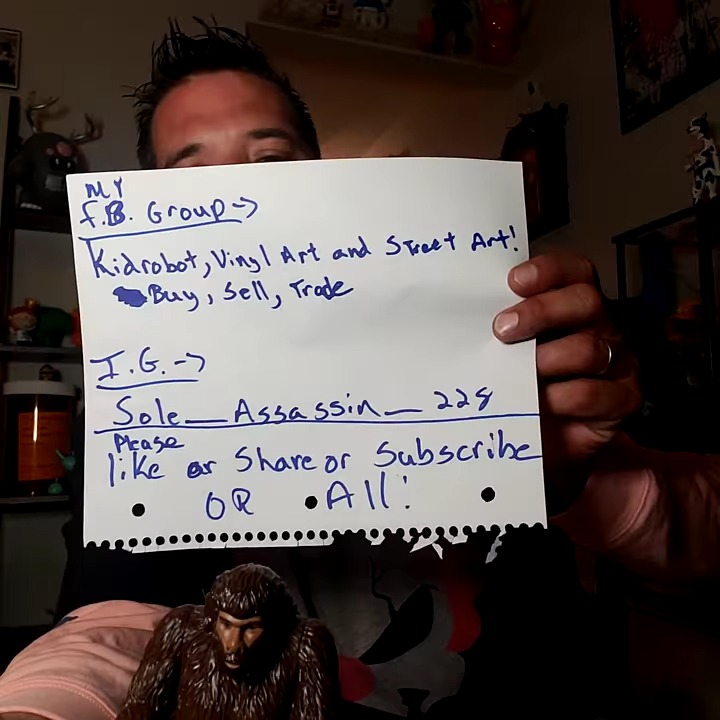 My
F.B. Group ->
Kidrobot, Vinyl Art and Street Art!
Buy, Sell, Trade
I.G. ->
Sole__Assassin__228
Please
like or Share or Subscribe
OR All!